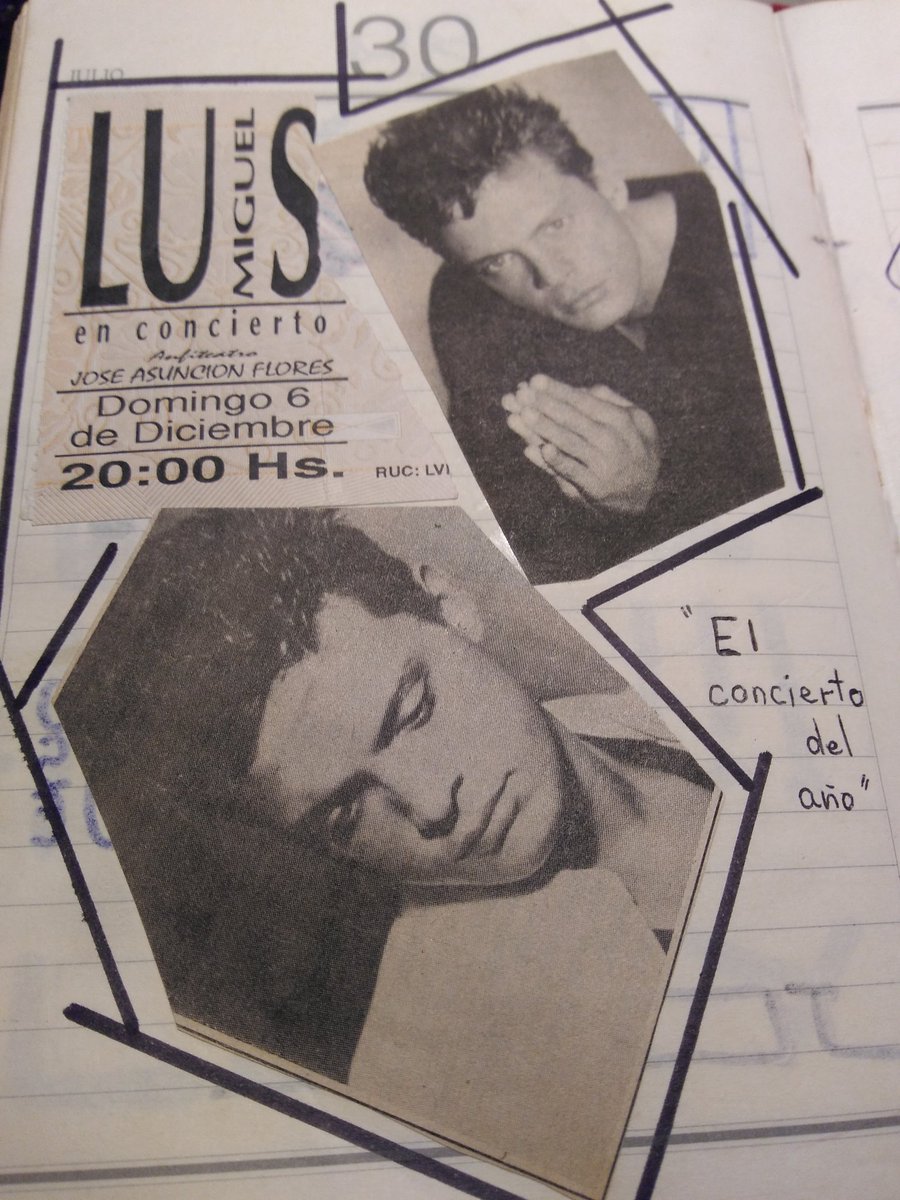 JULIO
30
LUIS
MIGUEL
en concierto
Anfiteatro
JOSE ASUNCION FLORES
Domingo 6
de Diciembre
20:00 Hs.
RUC: LVI
"El
concierto
del
año"